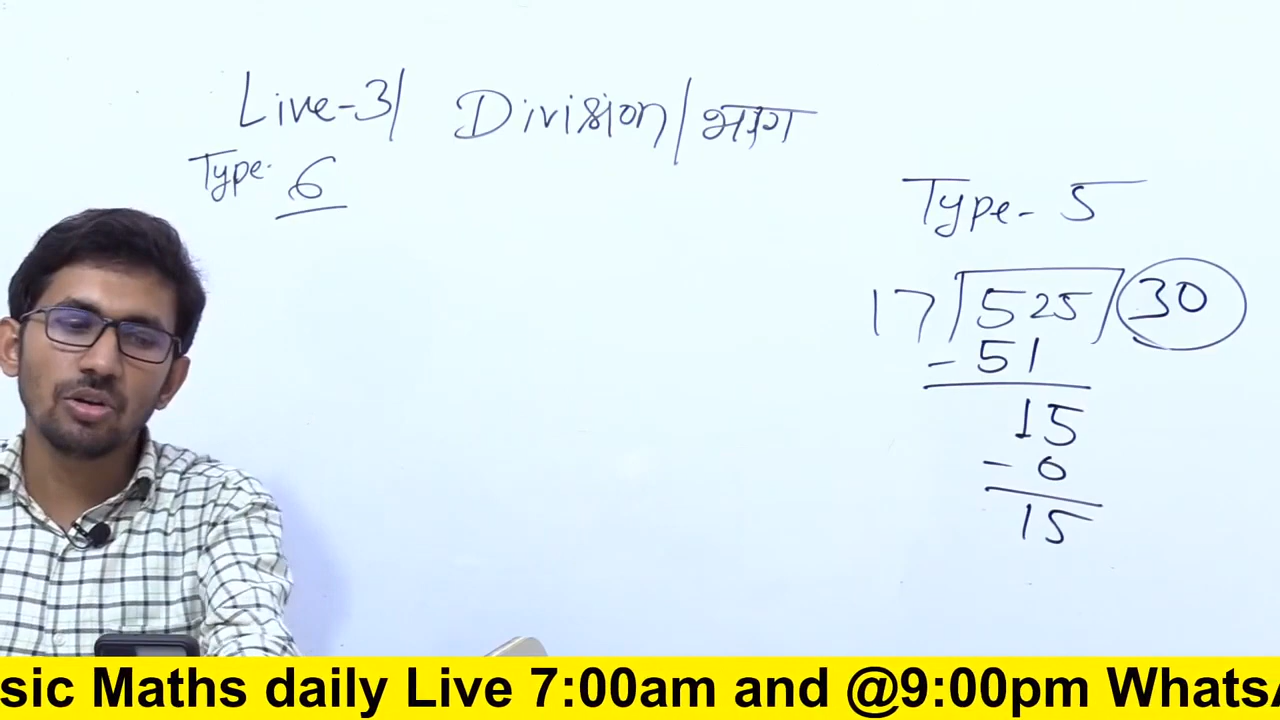 Live-3/ Division/भाग
Type- 6
Type- 5
17 525 30
- 51
15
- 0
15
sic Maths daily Live 7:00am and @9:00pm WhatsA